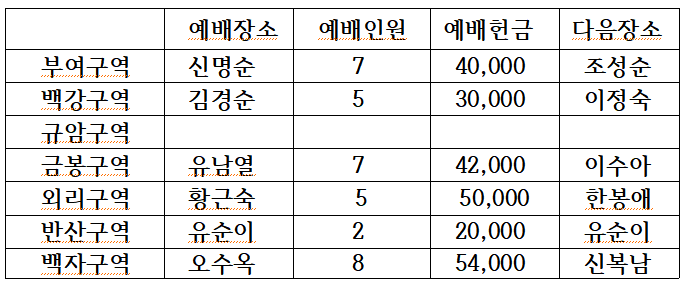 예배장소 예배인원 예배헌금 다음장소
부여구역 신명순 7 40,000 조성순
백강구역 김경순 5 30,000 이정숙
규암구역
금봉구역 유남열 7 42,000 이수아
외리구역 황근숙 5 50,000 한봉애
반산구역 유순이 2 20,000 유순이
백자구역 오수옥 8 54,000 신복남